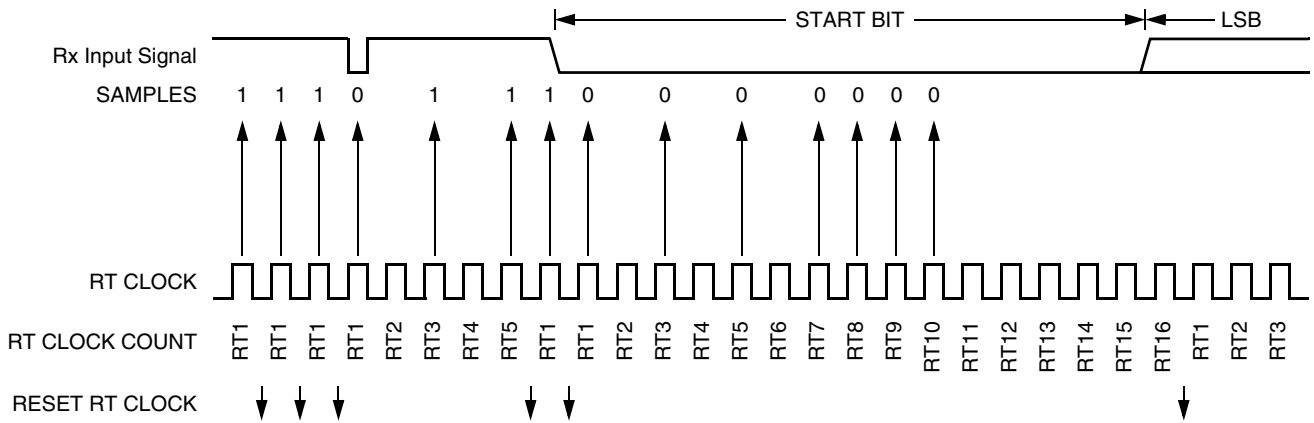 START BIT
LSB
Rx Input Signal
SAMPLES 1 1 1 0 1 1 1 0 0 0 0 0 0 0
RT CLOCK
RT CLOCK COUNT RT1 RT1 RT1 RT1 RT2 RT3 RT4 RT5 RT1 RT1 RT2 RT3 RT4 RT5 RT6 RT7 RT8 RT9 RT10 RT11 RT12 RT13 RT14 RT15 RT16 RT1 RT2 RT3
RESET RT CLOCK